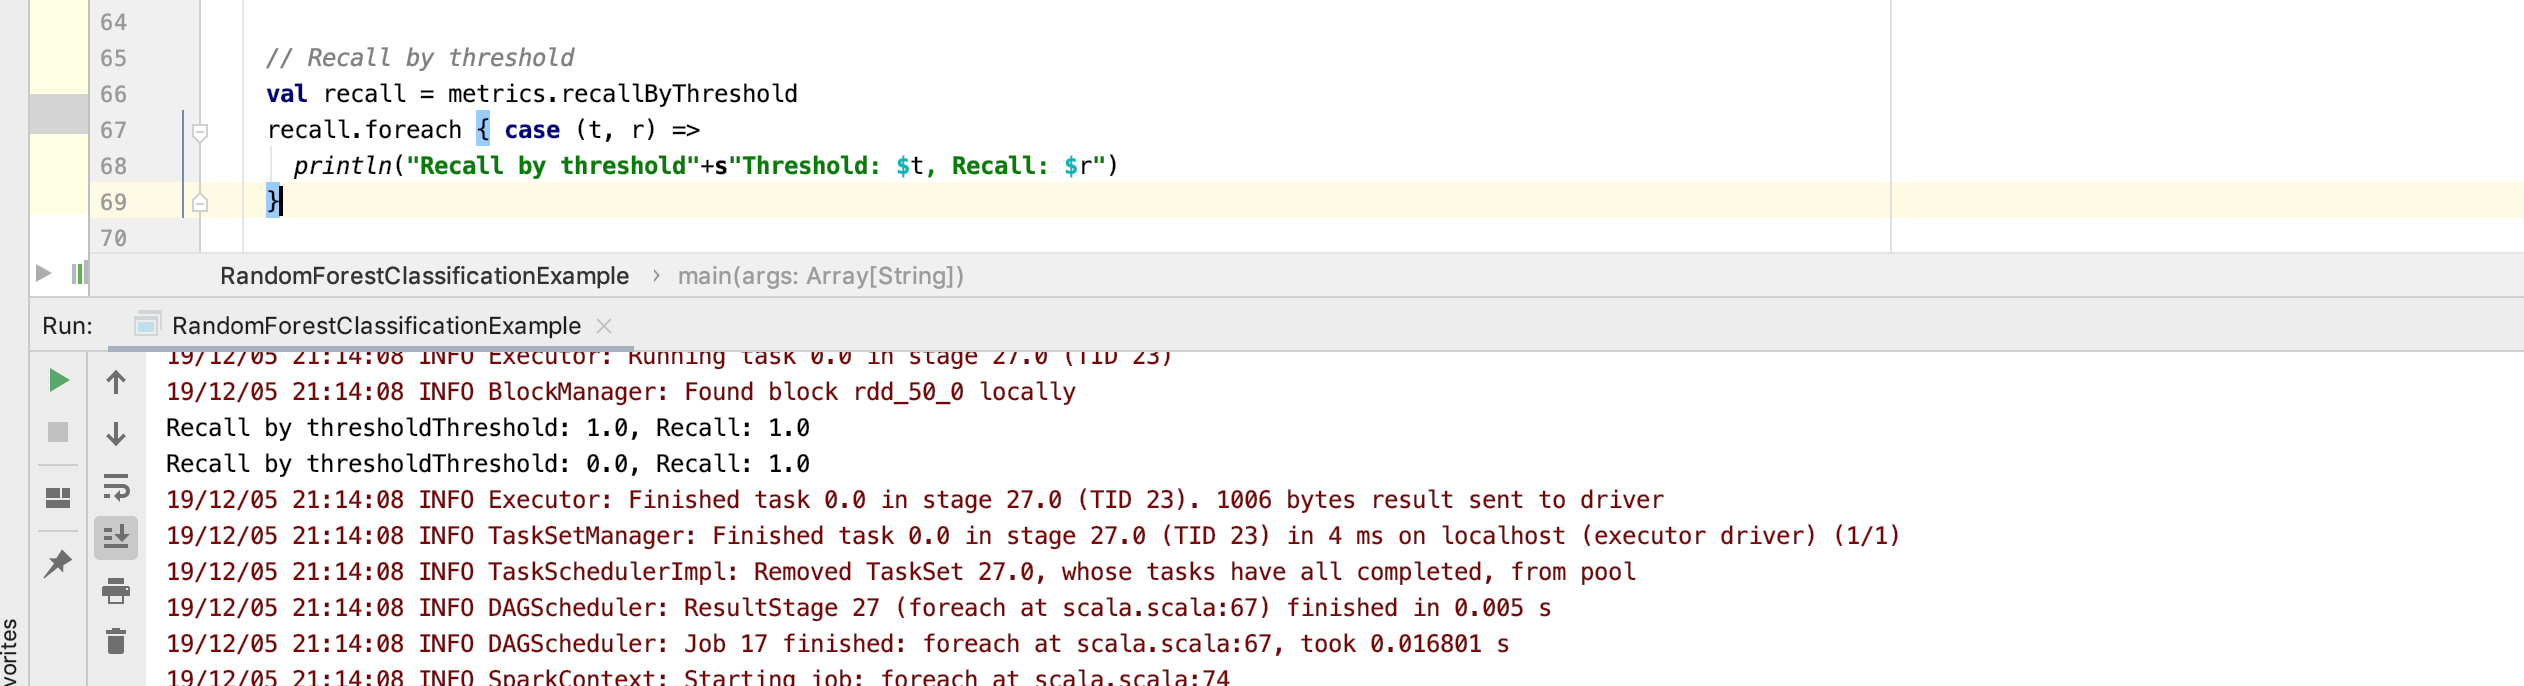 64
65 // Recall by threshold
66 val recall = metrics.recallByThreshold
67 recall.foreach { case (t, r) =>
68 println("Recall by threshold"+s"Threshold: $t, Recall: $r")
69 }
70
RandomForestClassificationExample › main(args: Array[String])
Run: RandomForestClassificationExample
19/12/05 21:14:08 INFO Executor: Running task 0.0 in stage 27.0 (TID 23)
19/12/05 21:14:08 INFO BlockManager: Found block rdd_50_0 locally
Recall by thresholdThreshold: 1.0, Recall: 1.0
Recall by thresholdThreshold: 0.0, Recall: 1.0
19/12/05 21:14:08 INFO Executor: Finished task 0.0 in stage 27.0 (TID 23). 1006 bytes result sent to driver
19/12/05 21:14:08 INFO TaskSetManager: Finished task 0.0 in stage 27.0 (TID 23) in 4 ms on localhost (executor driver) (1/1)
19/12/05 21:14:08 INFO TaskSchedulerImpl: Removed TaskSet 27.0, whose tasks have all completed, from pool
19/12/05 21:14:08 INFO DAGScheduler: ResultStage 27 (foreach at scala.scala:67) finished in 0.005 s
19/12/05 21:14:08 INFO DAGScheduler: Job 17 finished: foreach at scala.scala:67, took 0.016801 s
19/12/05 21:14:08 INFO SparkContext: Starting job: foreach at scala.scala:74
vorites